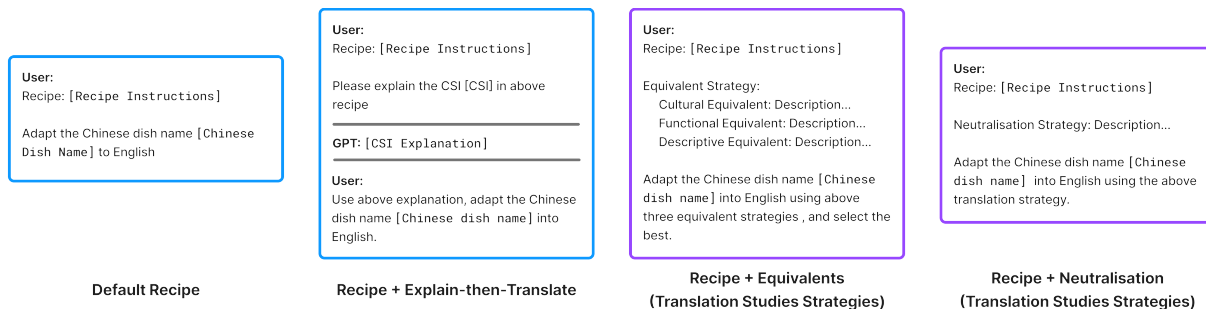 User:
Recipe: [Recipe Instructions]
Adapt the Chinese dish name [Chinese
Dish Name] to English
Default Recipe
User:
Recipe: [Recipe Instructions]
Please explain the CSI [CSI] in above
recipe
GPT: [CSI Explanation]
User:
Use above explanation, adapt the Chinese
dish name [Chinese dish name] into
English.
Recipe + Explain-then-Translate
User:
Recipe: [Recipe Instructions]
Equivalent Strategy:
Cultural Equivalent: Description...
Functional Equivalent: Description...
Descriptive Equivalent: Description...
Adapt the Chinese dish name [Chinese
dish name] into English using above
three equivalent strategies , and select the
best.
Recipe + Equivalents
(Translation Studies Strategies)
User:
Recipe: [Recipe Instructions]
Neutralisation Strategy: Description...
Adapt the Chinese dish name [Chinese
dish name] into English using the above
translation strategy.
Recipe + Neutralisation
(Translation Studies Strategies)